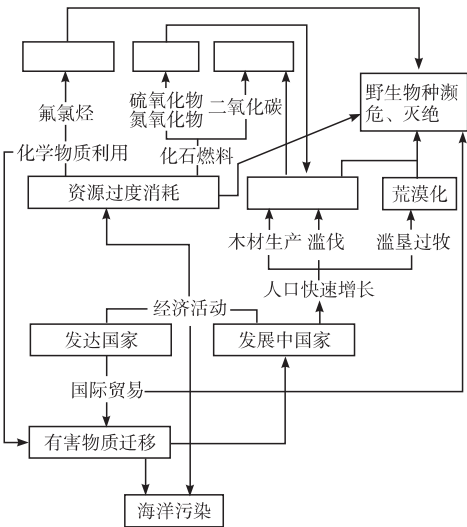 野生物种濒
危、灭绝
氟氯烃
硫氧化物
氮氧化物
二氧化碳
化学物质利用
化石燃料
资源过度消耗
荒漠化
木材生产
滥伐
滥垦过牧
人口快速增长
经济活动
发达国家
发展中国家
国际贸易
有害物质迁移
海洋污染